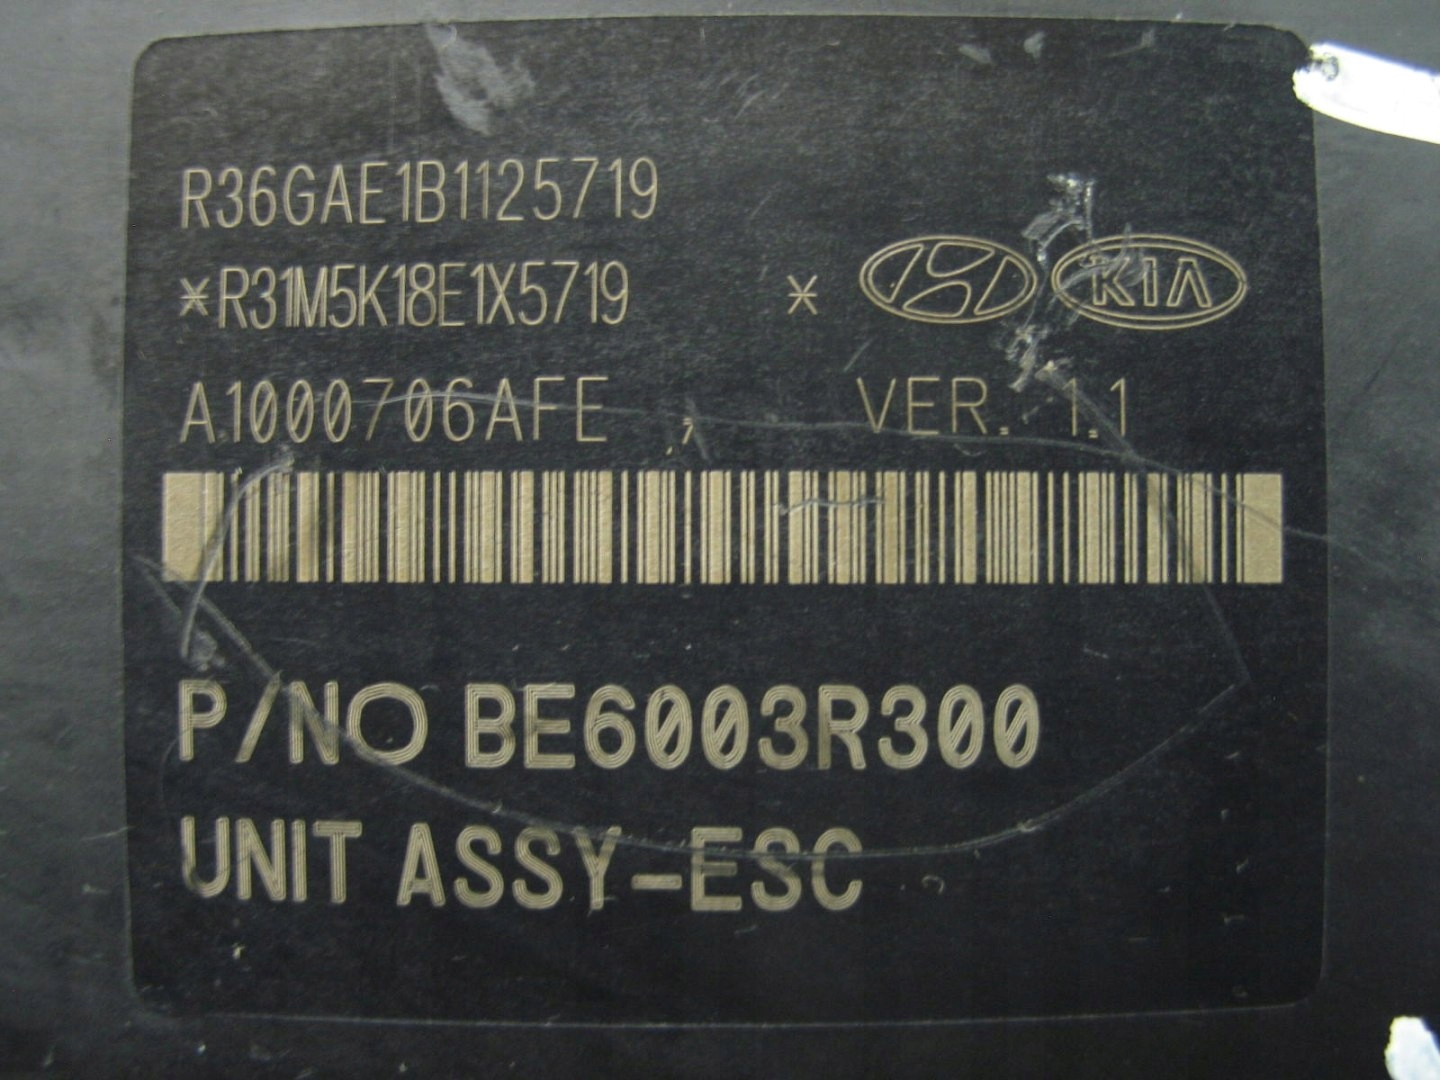 R36GAE1B1125719
*R31M5K18E1X5719 *
KIA
A1000706AFE , VER. 1.1
P/NO BE6003R300
UNIT ASSY-ESC